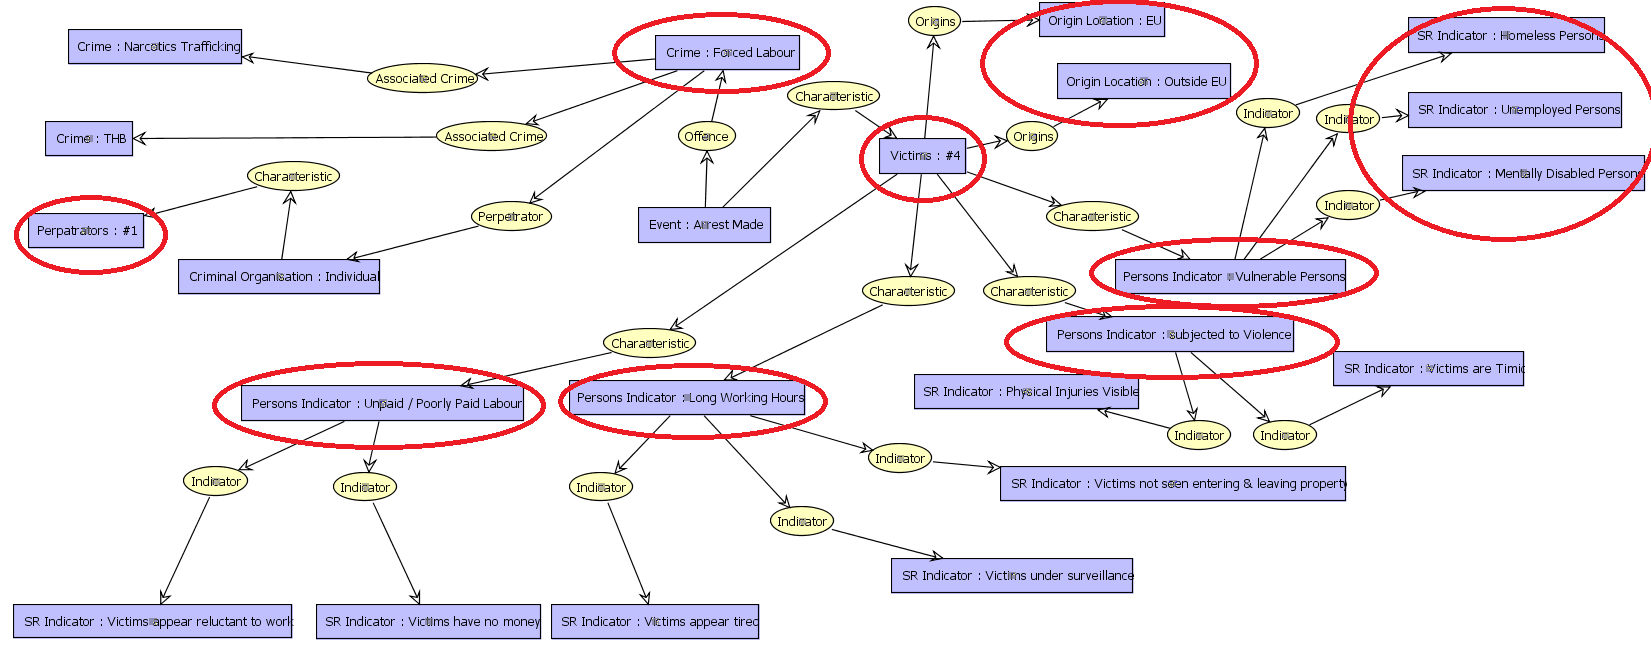 Origins
Origin Location : EU
Crime : Narcotics Trafficking
Crime : Forced Labour
SR Indicator : Homeless Persons
Associated Crime
Characteristic
Origin Location : Outside EU
Indicator
Indicator
SR Indicator : Unemployed Persons
Crime : THB
Associated Crime
Offence
Origins
Victims : #4
Characteristic
SR Indicator : Mentally Disabled Persons
Perpatrators : #1
Perpetrator
Event : Arrest Made
Characteristic
Indicator
Criminal Organisation : Individual
Persons Indicator : Vulnerable Persons
Characteristic
Characteristic
Characteristic
Persons Indicator : Subjected to Violence
Persons Indicator : Unpaid / Poorly Paid Labour
Persons Indicator : Long Working Hours
SR Indicator : Physical Injuries Visible
SR Indicator : Victims are Timid
Indicator
Indicator
Indicator
Indicator
Indicator
Indicator
SR Indicator : Victims not seen entering & leaving property
Indicator
SR Indicator : Victims under surveillance
SR Indicator : Victims appear reluctant to work
SR Indicator : Victims have no money
SR Indicator : Victims appear tired